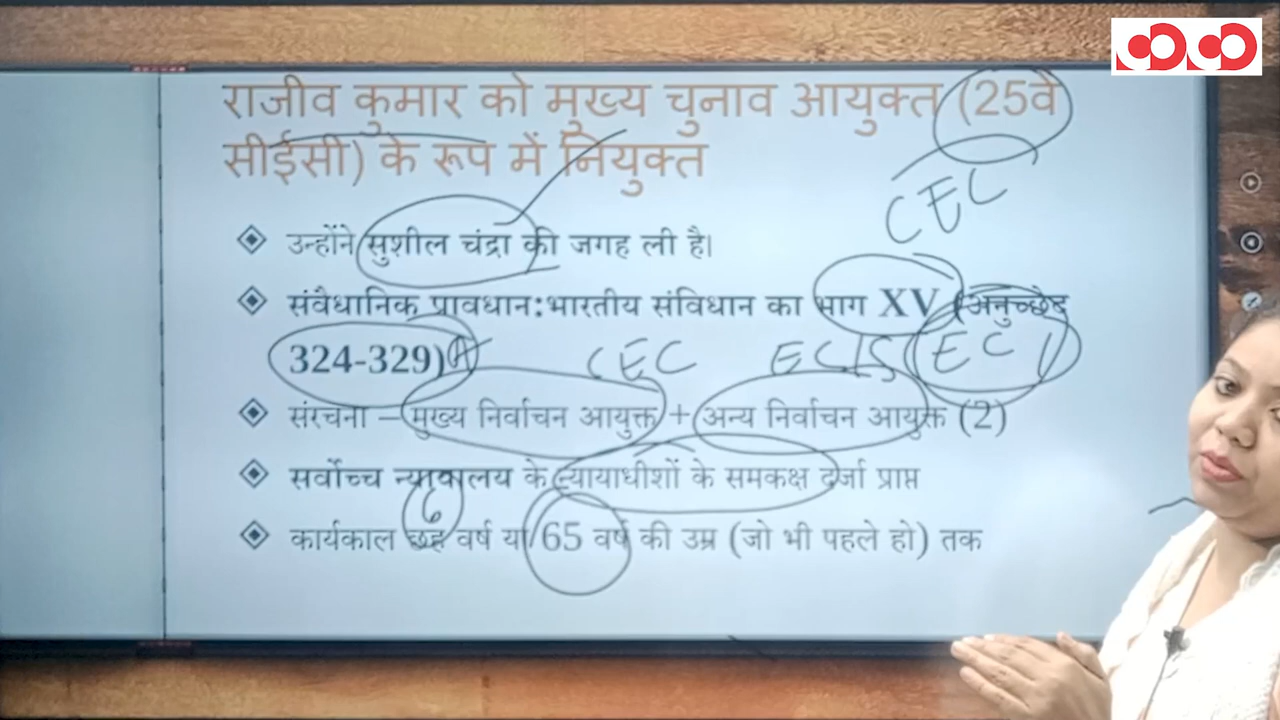 राजीव कुमार को मुख्य चुनाव आयुक्त (25वें
सीईसी) के रूप में नियुक्त
CEC
उन्होंने सुशील चंद्रा की जगह ली है।
संवैधानिक प्रावधान:भारतीय संविधान का भाग XV (अनुच्छेद
324-329)
CEC
EC
संरचना – मुख्य निर्वाचन आयुक्त + अन्य निर्वाचन आयुक्त (2)
सर्वोच्च न्यायालय के न्यायाधीशों के समकक्ष दर्जा प्राप्त
6
कार्यकाल छह वर्ष या 65 वर्ष की उम्र (जो भी पहले हो) तक